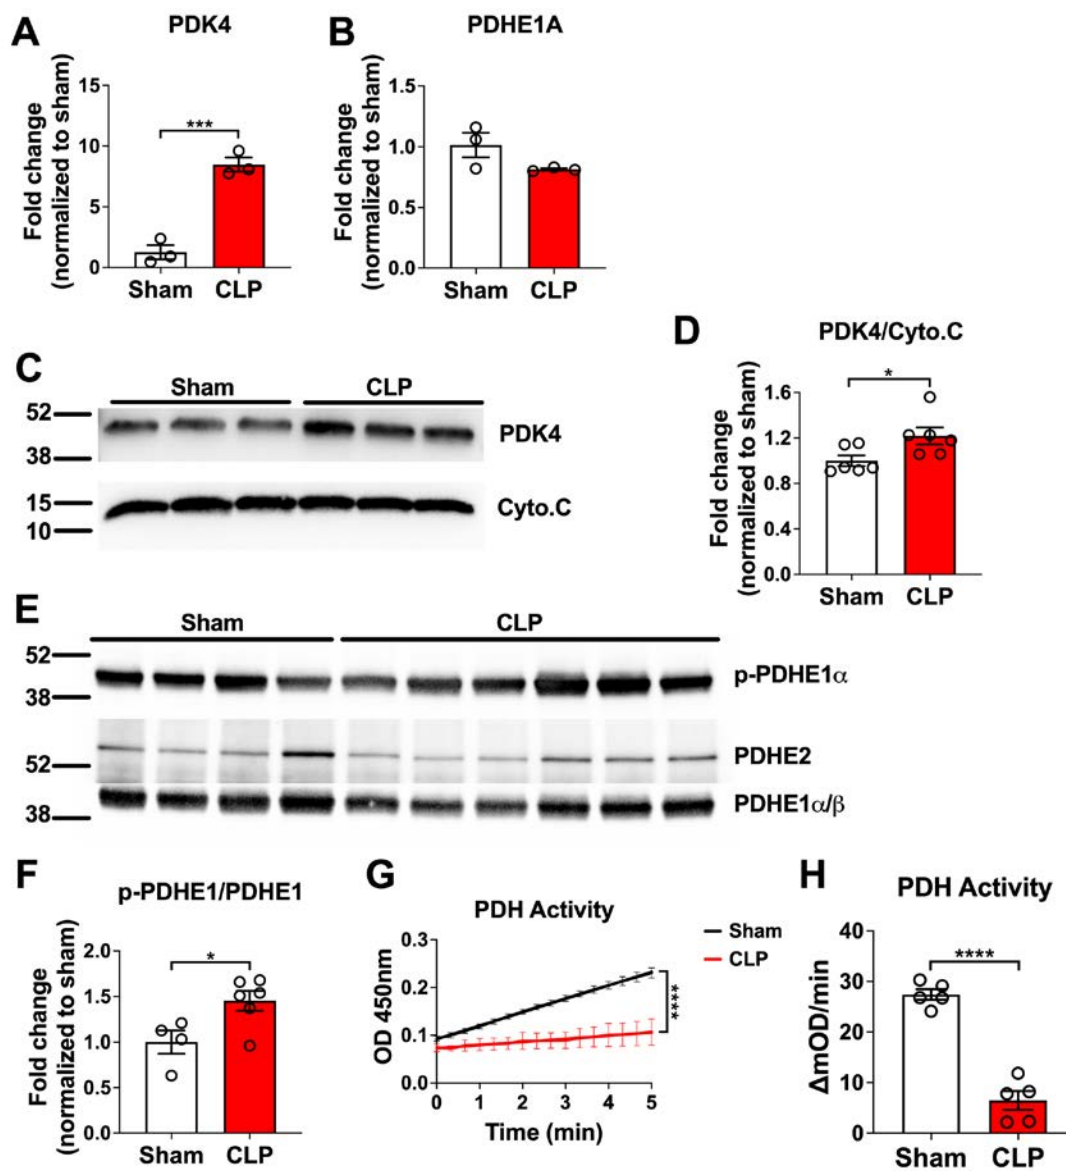 A
PDK4
Fold change
(normalized to sham)
15
10
5
0
***
Sham
CLP
B
PDHE1A
Fold change
(normalized to sham)
1.5
1.0
0.5
0.0
Sham
CLP
C
Sham
CLP
52
38
PDK4
15
10
Cyto.C
D
PDK4/Cyto.C
Fold change
(normalized to sham)
1.6
1.2
0.8
0.4
0.0
*
Sham
CLP
E
Sham
CLP
52
38
p-PDHE1α
PDHE2
52
PDHE1α/β
38
F
p-PDHE1/PDHE1
Fold change
(normalized to sham)
2.0
1.5
1.0
0.5
0.0
*
Sham
CLP
G
PDH Activity
OD 450nm
0.3
0.2
0.1
0.0
0 1 2 3 4 5
Time (min)
Sham
CLP
****
H
PDH Activity
ΔmOD/min
40
30
20
10
0
****
Sham
CLP